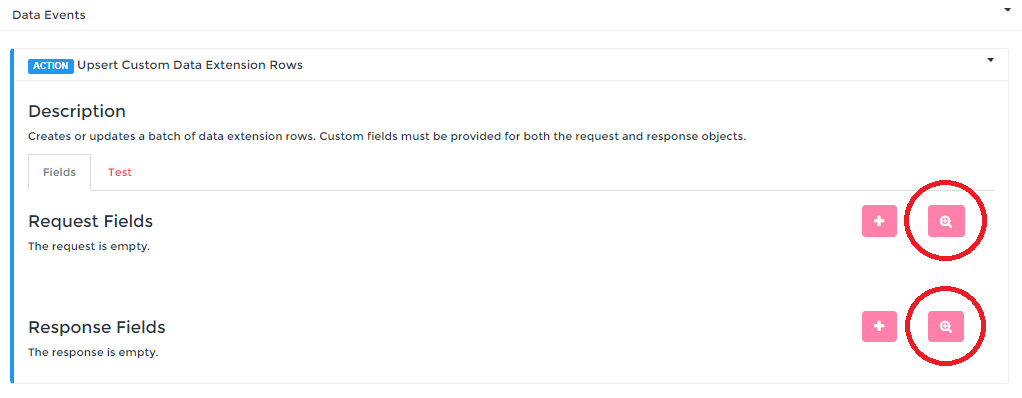 Data Events
ACTION Upsert Custom Data Extension Rows
Description
Creates or updates a batch of data extension rows. Custom fields must be provided for both the request and response objects.
Fields Test
Request Fields
The request is empty.
Response Fields
The response is empty.